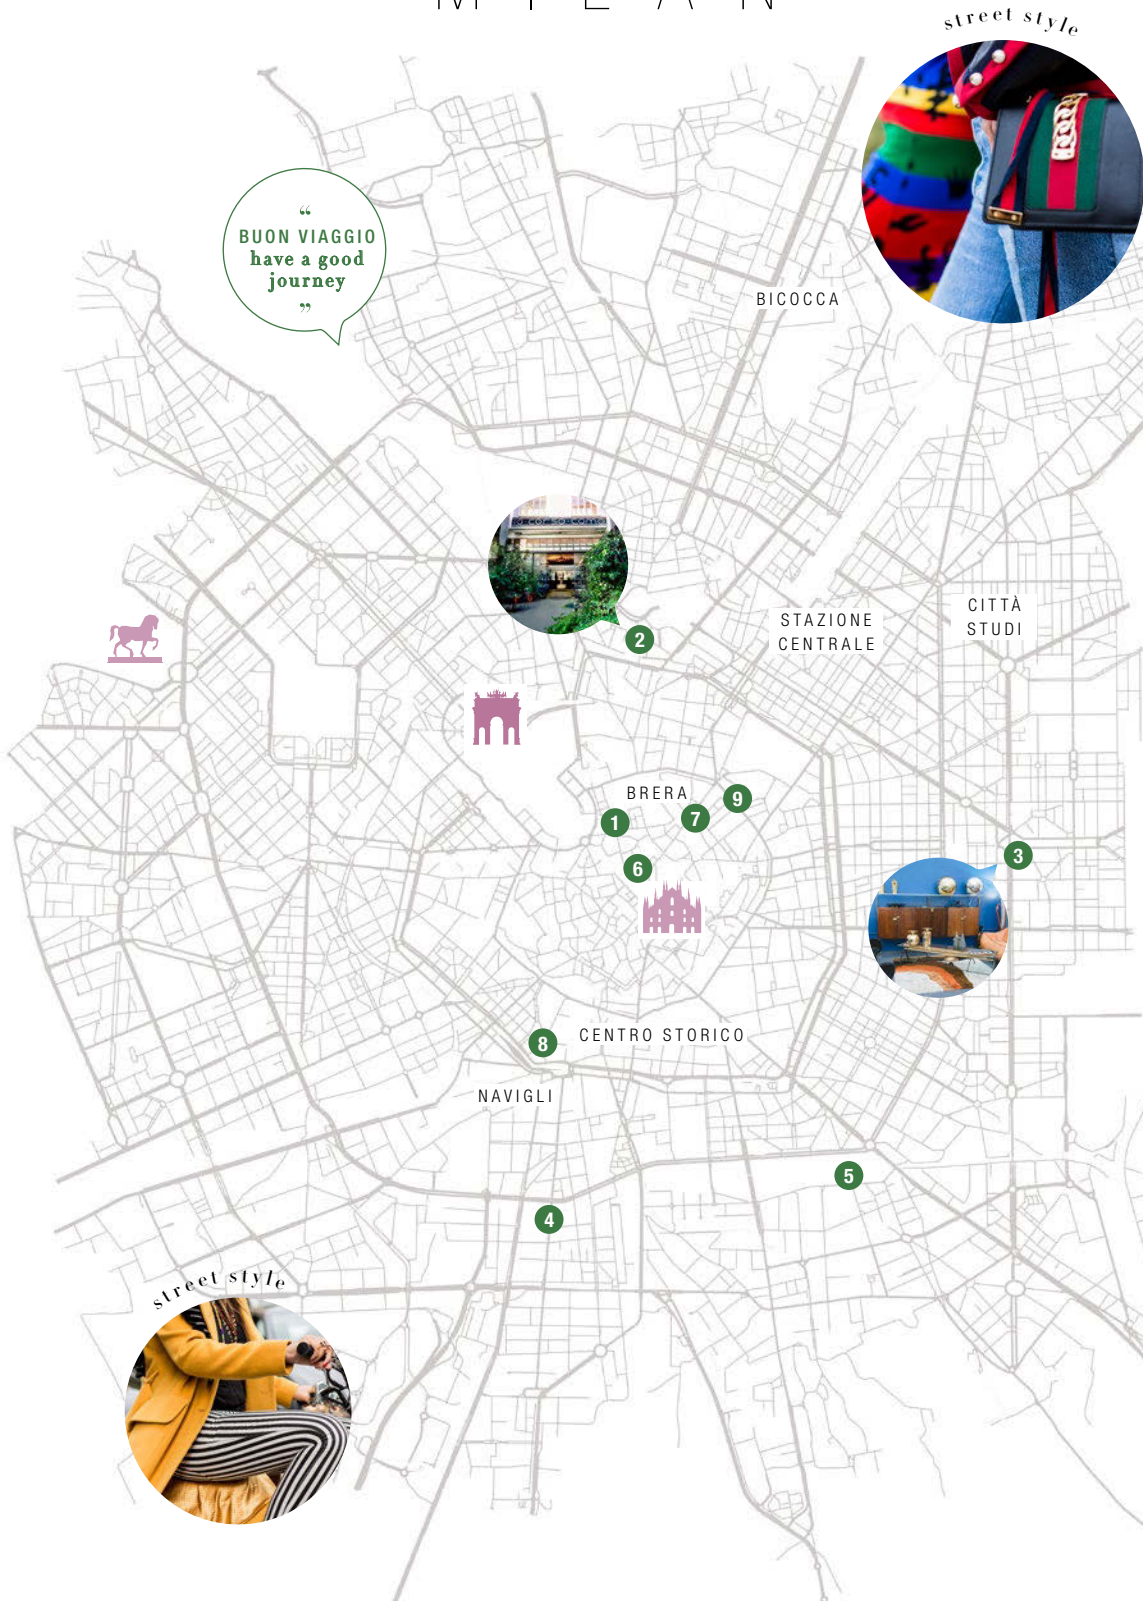 MILAN
street style
“
BUON VIAGGIO
have a good
journey
”
BICOCCA
CITTÀ
STUDI
STAZIONE
CENTRALE
2
BRERA
9
7
1
3
6
CENTRO STORICO
8
NAVIGLI
5
4
street style